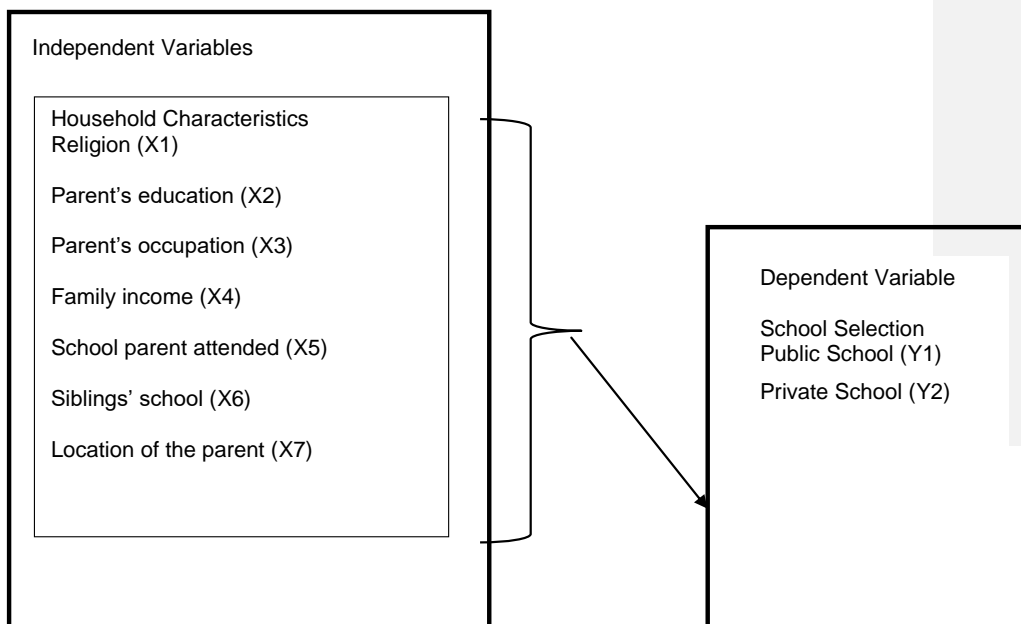 Independent Variables
Household Characteristics
Religion (X1)
Parent's education (X2)
Parent's occupation (X3)
Family income (X4)
School parent attended (X5)
Siblings' school (X6)
Location of the parent (X7)
Dependent Variable
School Selection
Public School (Y1)
Private School (Y2)